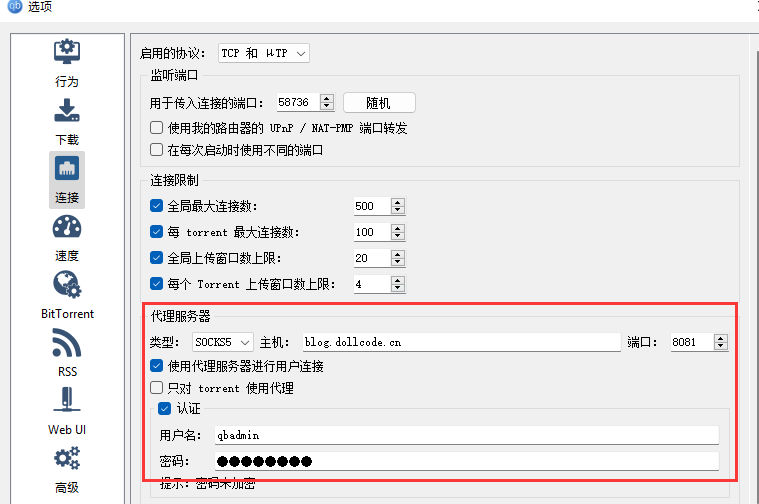 qb 选项
启用的协议: TCP 和 μTP
监听端口
行为
用于传入连接的端口: 58736 随机
使用我的路由器的 UPnP / NAT-PMP 端口转发
下载
在每次启动时使用不同的端口
连接限制
连接
全局最大连接数: 500
每 torrent 最大连接数: 100
速度
全局上传窗口数上限: 20
每个 Torrent 上传窗口数上限: 4
BitTorrent
代理服务器
类型: SOCKS5 主机: blog.dollcode.cn 端口: 8081
RSS
使用代理服务器进行用户连接
只对 torrent 使用代理
认证
Web UI
用户名: qbadmin
密码: ●●●●●●●●
高级
提示: 密码未加密